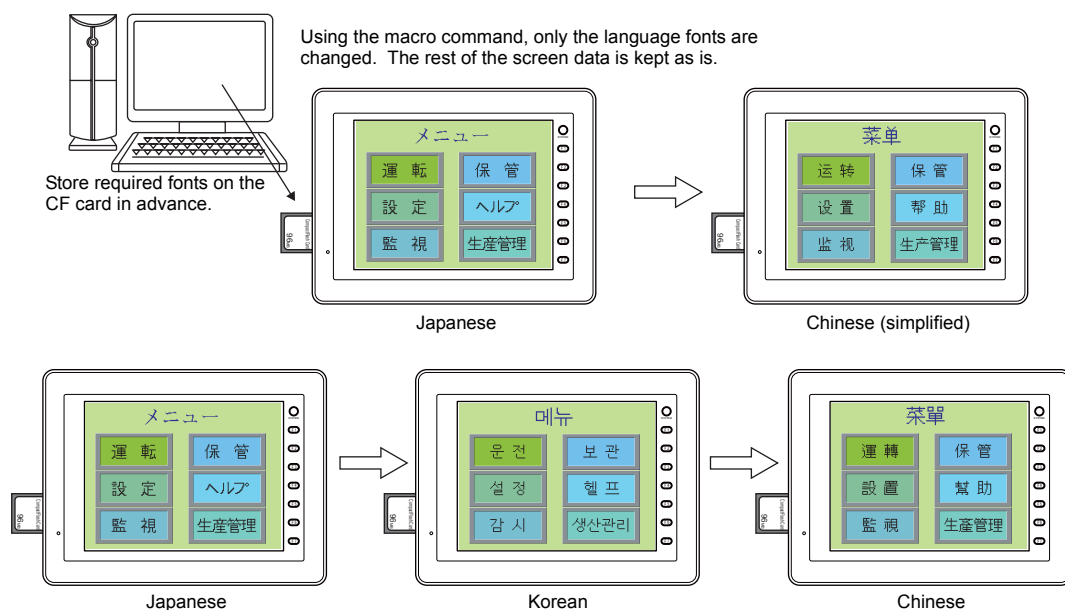 Using the macro command, only the language fonts are
changed. The rest of the screen data is kept as is.
Store required fonts on the
CF card in advance.
メニュー
運 転 保 管
設 定 ヘルプ
監 視 生産管理
Japanese
菜单
运 转 保 管
设 置 帮 助
监 视 生产管理
Chinese (simplified)
メニュー
運 転 保 管
設 定 ヘルプ
監 視 生産管理
Japanese
메뉴
운 전 보 관
설 정 헬 프
감 시 생산관리
Korean
菜單
運 轉 保 管
設 置 幫 助
監 視 生產管理
Chinese